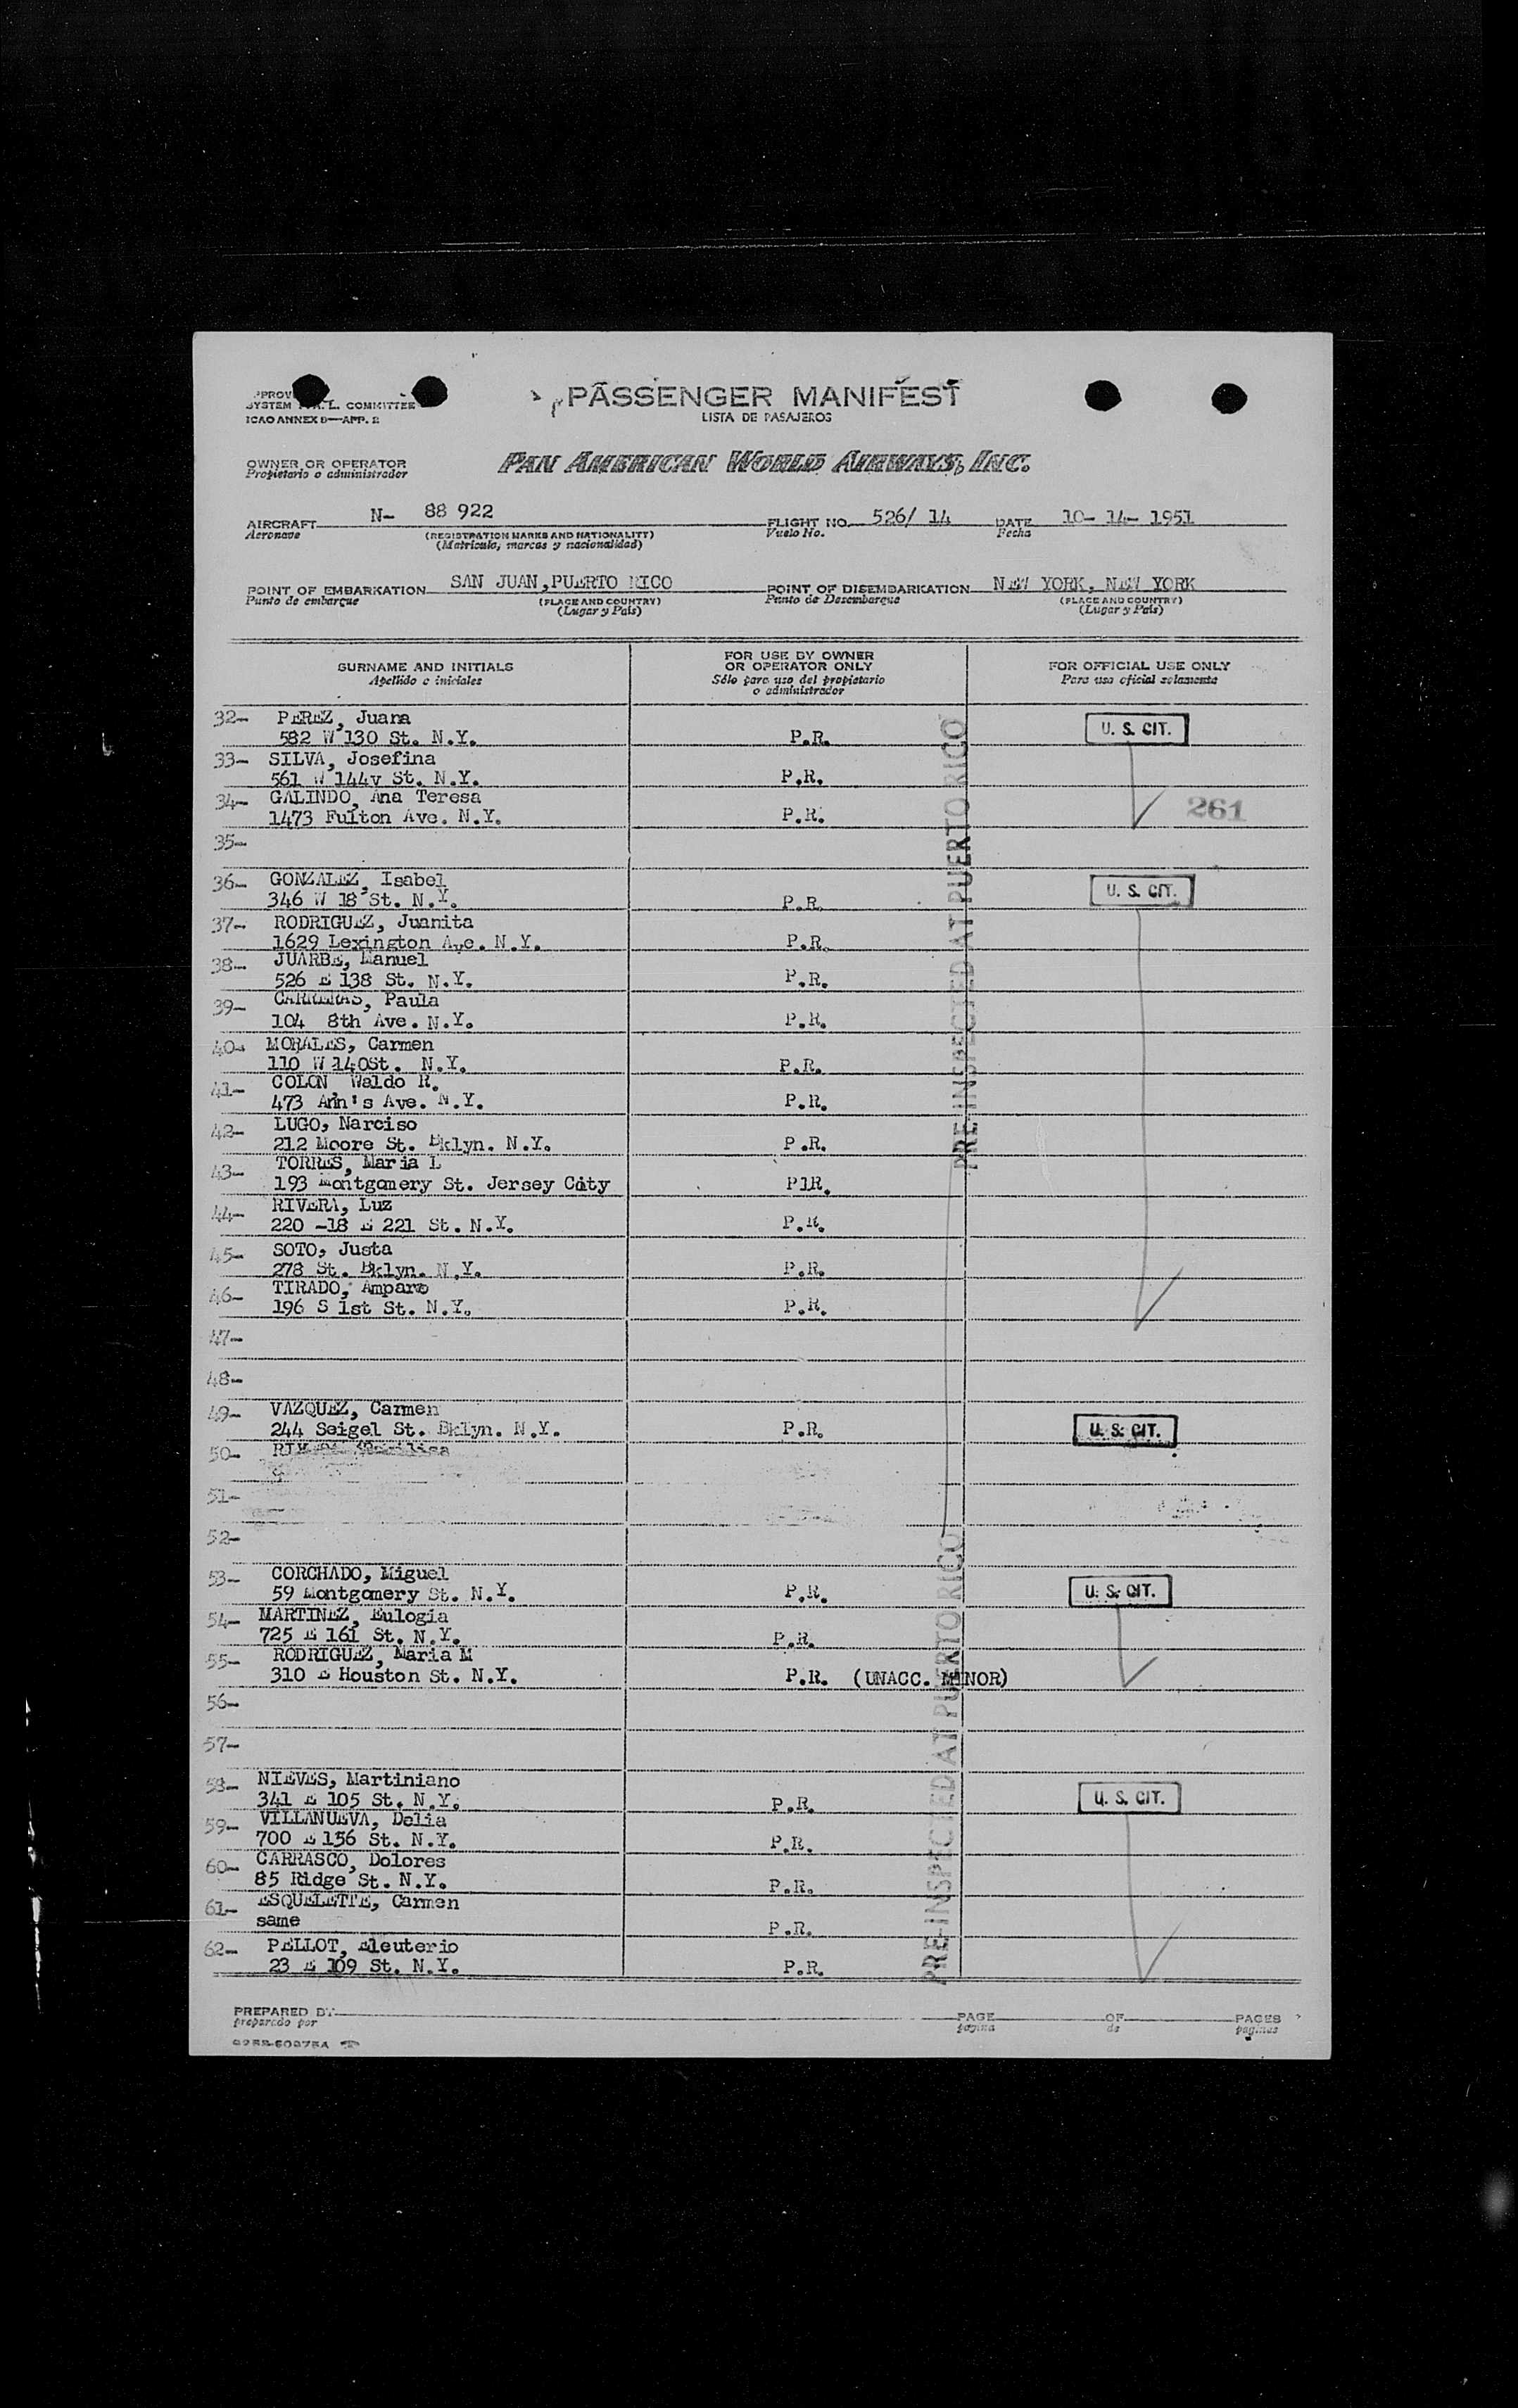 PASSENGER MANIFEST
LISTA DE PASAJEROS
SYSTEM COMMITTEE
ICAO ANNEX 8—APP. 2
OWNER OR OPERATOR
Propietario o administrador
PAN AMERICAN WORLD AIRWAYS, INC.
AIRCRAFT N- 88 922 FLIGHT NO. 526/ 14 DATE 10- 14- 1951
Aeronave (REGISTRATION MARKS AND NATIONALITY) Vuelo No. Fecha
(Matricula, marcas y nacionalidad)
POINT OF EMBARKATION SAN JUAN,PUERTO RICO POINT OF DISEMBARKATION NEW YORK, NEW YORK
Punto de embarque (PLACE AND COUNTRY) Punto de Desembarque (PLACE AND COUNTRY)
(Lugar y País) (Lugar y País)
SURNAME AND INITIALS
Apellido e iniciales
FOR USE BY OWNER
OR OPERATOR ONLY
Sólo para uso del propietario
o administrador
FOR OFFICIAL USE ONLY
Para uso oficial solamente
32- PEREZ, Juana
582 W 130 St. N.Y. P.R. U. S. CIT.
33- SILVA, Josefina
561 W 144v St. N.Y. P.R.
34- GALINDO, Ana Teresa
1473 Fulton Ave. N.Y. P.R. 261
35-
36- GONZALEZ, Isabel
346 W 18 St. N.Y. P.R. U. S. CIT.
37- RODRIGUEZ, Juanita
1629 Lexington Ave. N.Y. P.R.
38- JUARBE, Manuel
526 E 138 St. N.Y. P.R.
39- CARRERAS, Paula
104 8th Ave. N.Y. P.R.
40- MORALES, Carmen
110 W 140St. N.Y. P.R.
41- COLON Waldo R.
473 Ann's Ave. N.Y. P.R.
42- LUGO, Narciso
212 Moore St. Bklyn. N.Y. P.R.
43- TORRES, Maria L
193 Montgomery St. Jersey City P1R.
44- RIVERA, Luz
220 -18 E 221 St. N.Y. P.R.
45- SOTO, Justa
278 St. Bklyn. N.Y. P.R.
46- TIRADO, Amparo
196 S 1st St. N.Y. P.R.
47-
48-
49- VAZQUEZ, Carmen
244 Seigel St. Bklyn. N.Y. P.R. U. S. CIT.
50-
51-
52-
53- CORCHADO, Miguel
59 Montgomery St. N.Y. P.R. U. S. CIT.
54- MARTINEZ, Eulogia
725 E 161 St. N.Y. P.R.
55- RODRIGUEZ, Maria M
310 E Houston St. N.Y. P.R. (UNACC. MINOR)
56-
57-
58- NIEVES, Martiniano
341 E 105 St. N.Y. P.R. U. S. CIT.
59- VILLANUEVA, Delia
700 E 156 St. N.Y. P.R.
60- CARRASCO, Dolores
85 Ridge St. N.Y. P.R.
61- ESQUELETTE, Carmen
same P.R.
62- PELLOT, Eleuterio
23 E 109 St. N.Y. P.R.
PRE-INSPECTED AT PUERTO RICO
PRE-INSPECTED AT PUERTO RICO
PREPARED BY PAGE OF PAGES
preparado por página de páginas